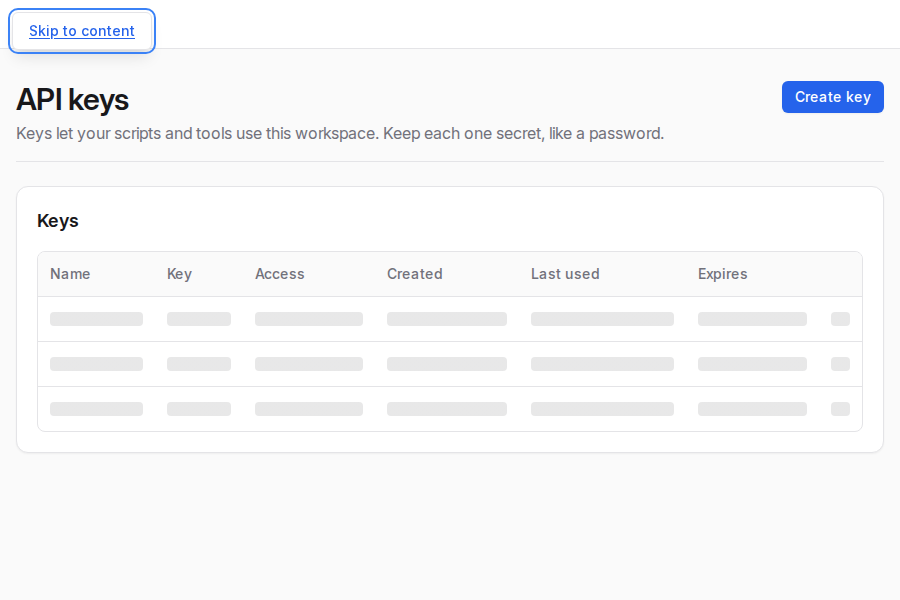 Skip to content
API keys
Create key
Keys let your scripts and tools use this workspace. Keep each one secret, like a password.
Keys
Name Key Access Created Last used Expires